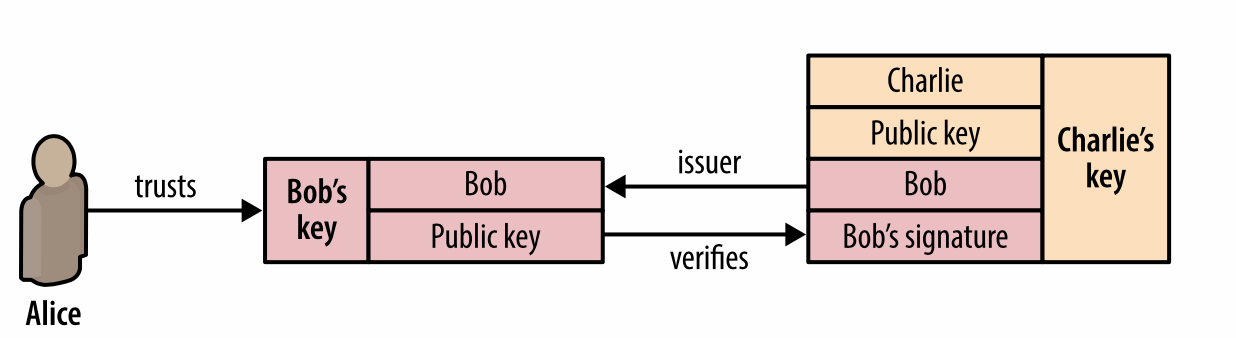 Alice
trusts
Bob's
key
Bob
Public key
issuer
verifies
Charlie
Public key
Bob
Bob's signature
Charlie's
key